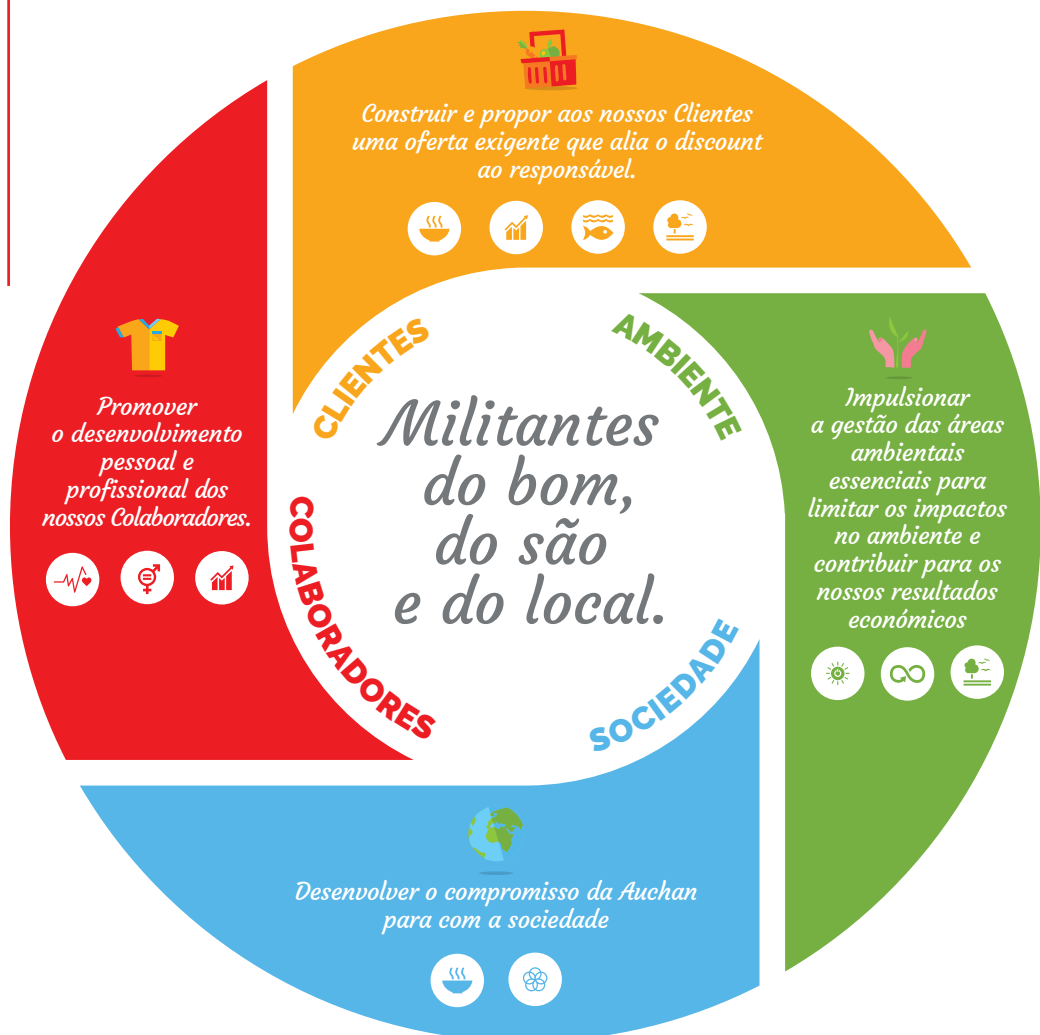 Construir e propor aos nossos Clientes
uma oferta exigente que alia o discount
ao responsável.
CLIENTES
AMBIENTE
Impulsionar
a gestão das áreas
ambientais
essenciais para
limitar os impactos
no ambiente e
contribuir para os
nossos resultados
económicos
Promover
o desenvolvimento
pessoal e
profissional dos
nossos Colaboradores.
COLABORADORES
Militantes
do bom,
do são
e do local.
SOCIEDADE
Desenvolver o compromisso da Auchan
para com a sociedade